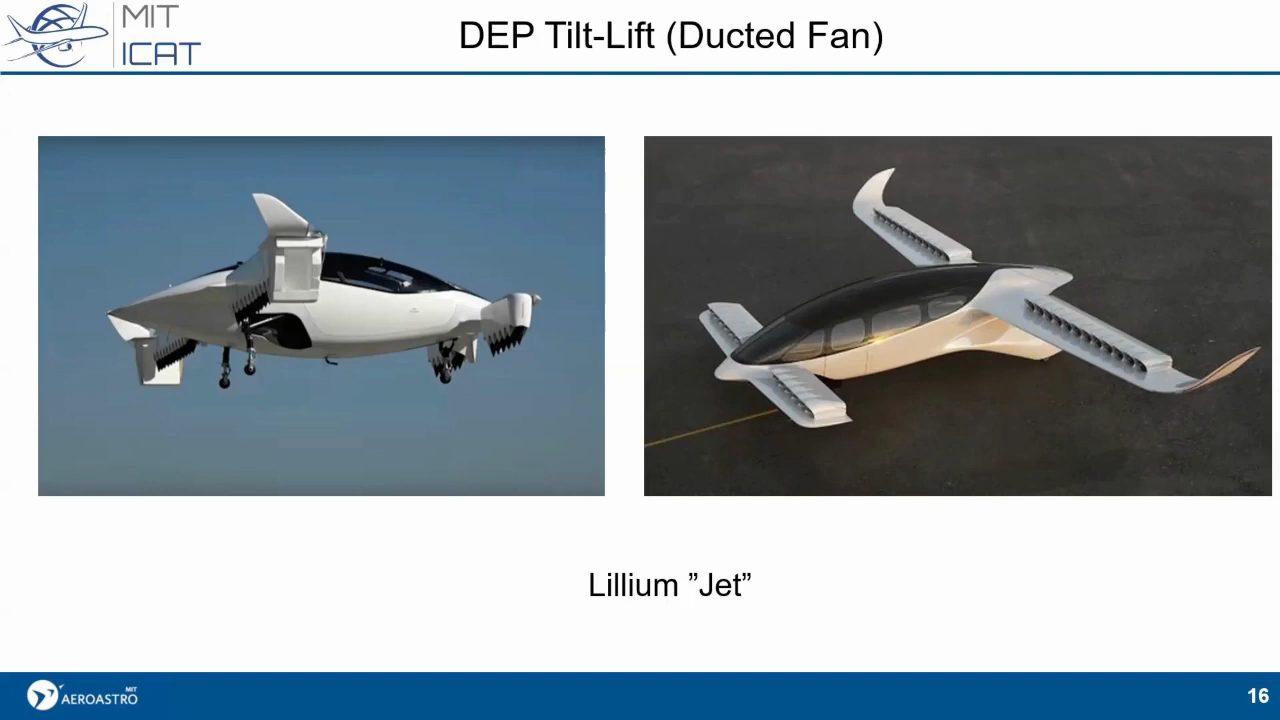 MIT
ICAT
DEP Tilt-Lift (Ducted Fan)
Lillium ”Jet”
MIT
AEROASTRO
16